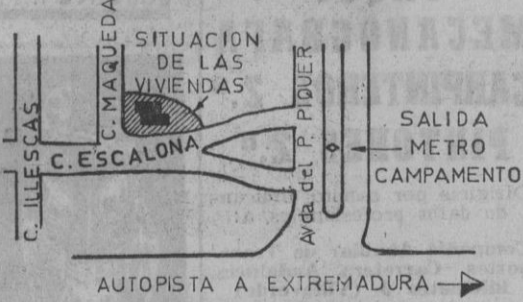 SITUACION
DE LAS
VIVIENDAS
C. MAQUEDA
C. ILLESCAS
C. ESCALONA
Avda del P. PIQUER
SALIDA
METRO
CAMPAMENTO
AUTOPISTA A EXTREMADURA